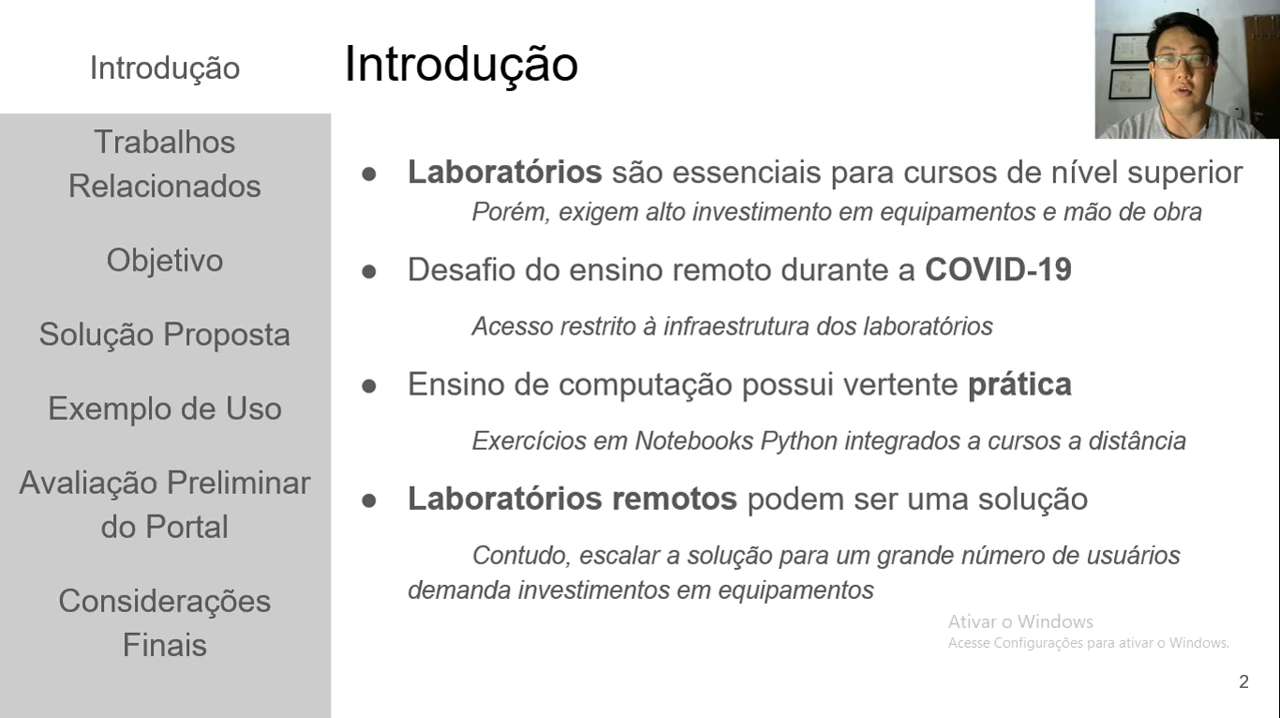 Introdução
Trabalhos
Relacionados
Objetivo
Solução Proposta
Exemplo de Uso
Avaliação Preliminar
do Portal
Considerações
Finais
Introdução
● Laboratórios são essenciais para cursos de nível superior
Porém, exigem alto investimento em equipamentos e mão de obra
● Desafio do ensino remoto durante a COVID-19
Acesso restrito à infraestrutura dos laboratórios
● Ensino de computação possui vertente prática
Exercícios em Notebooks Python integrados a cursos a distância
● Laboratórios remotos podem ser uma solução
Contudo, escalar a solução para um grande número de usuários
demanda investimentos em equipamentos
Ativar o Windows
Acesse Configurações para ativar o Windows.
2